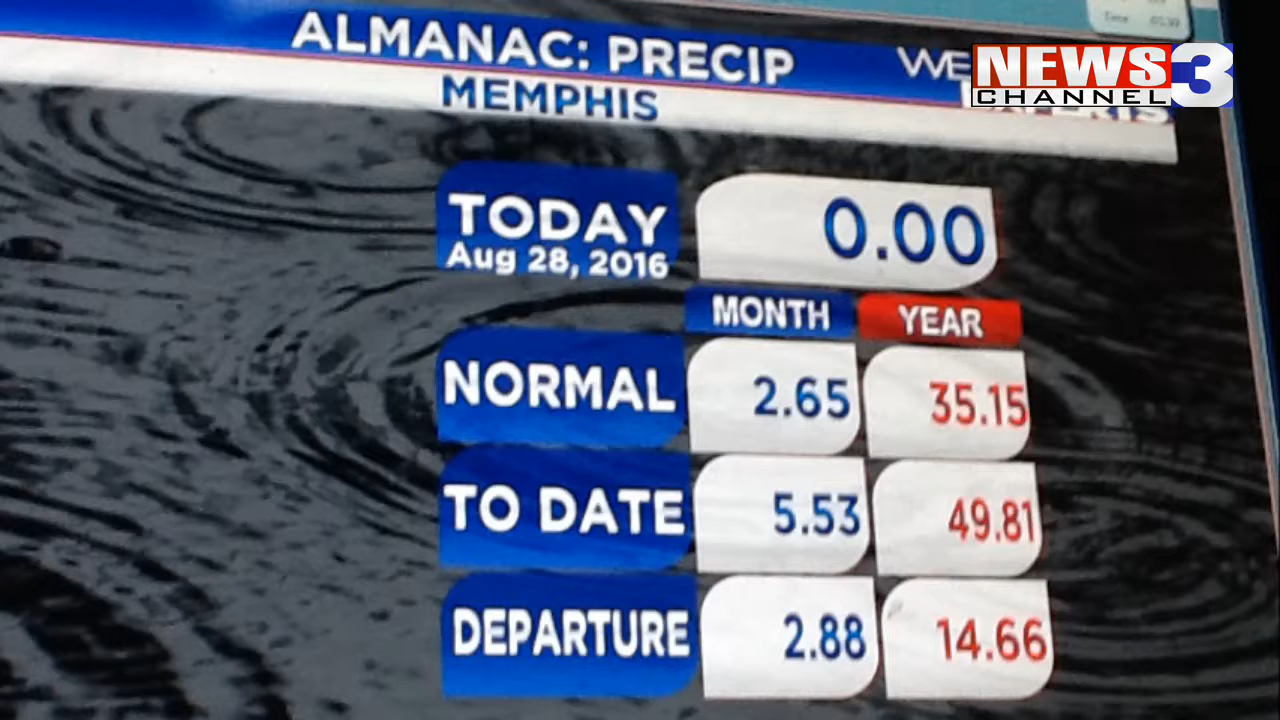 ALMANAC: PRECIP
WE
NEWS 3
CHANNEL
MEMPHIS
TODAY
Aug 28, 2016
0.00
MONTH YEAR
NORMAL 2.65 35.15
TO DATE 5.53 49.81
DEPARTURE 2.88 14.66